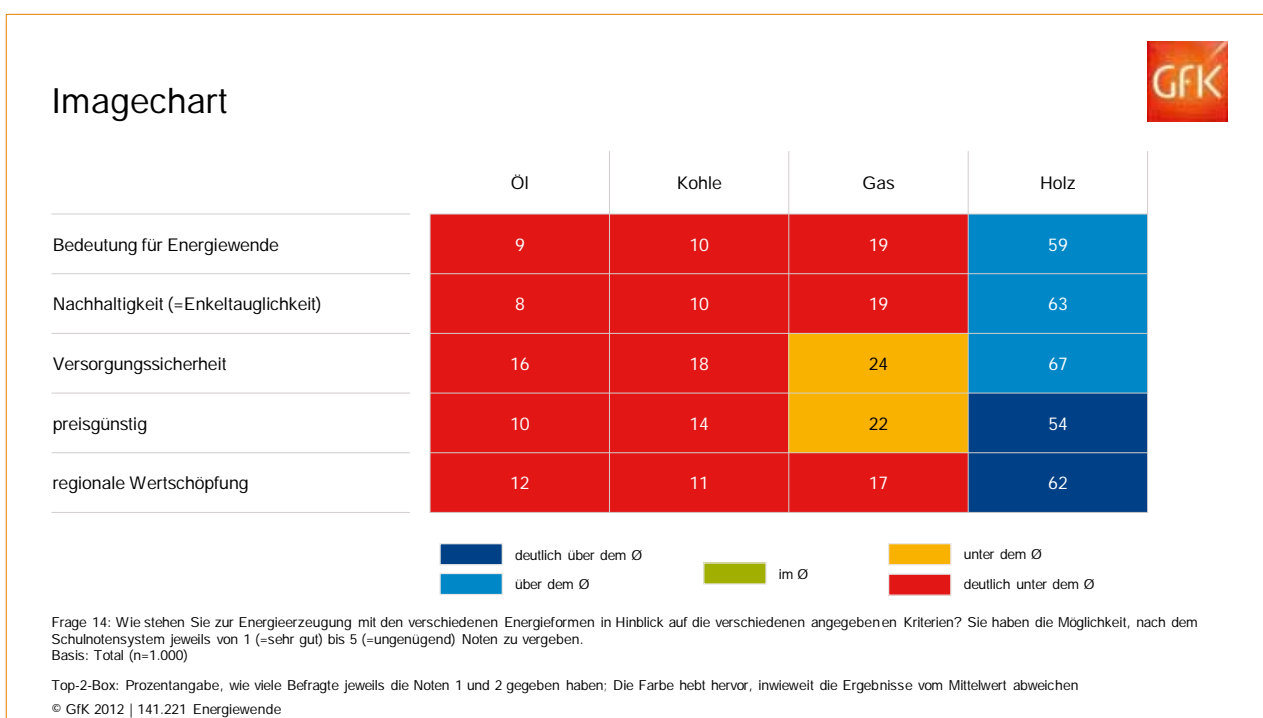 GfK
Imagechart
Öl Kohle Gas Holz
Bedeutung für Energiewende 9 10 19 59
Nachhaltigkeit (=Enkeltauglichkeit) 8 10 19 63
Versorgungssicherheit 16 18 24 67
preisgünstig 10 14 22 54
regionale Wertschöpfung 12 11 17 62
deutlich über dem Ø
über dem Ø
im Ø
unter dem Ø
deutlich unter dem Ø
Frage 14: Wie stehen Sie zur Energieerzeugung mit den verschiedenen Energieformen in Hinblick auf die verschiedenen angegebenen Kriterien? Sie haben die Möglichkeit, nach dem
Schulnotensystem jeweils von 1 (=sehr gut) bis 5 (=ungenügend) Noten zu vergeben.
Basis: Total (n=1.000)
Top-2-Box: Prozentangabe, wie viele Befragte jeweils die Noten 1 und 2 gegeben haben; Die Farbe hebt hervor, inwieweit die Ergebnisse vom Mittelwert abweichen
© GfK 2012 | 141.221 Energiewende